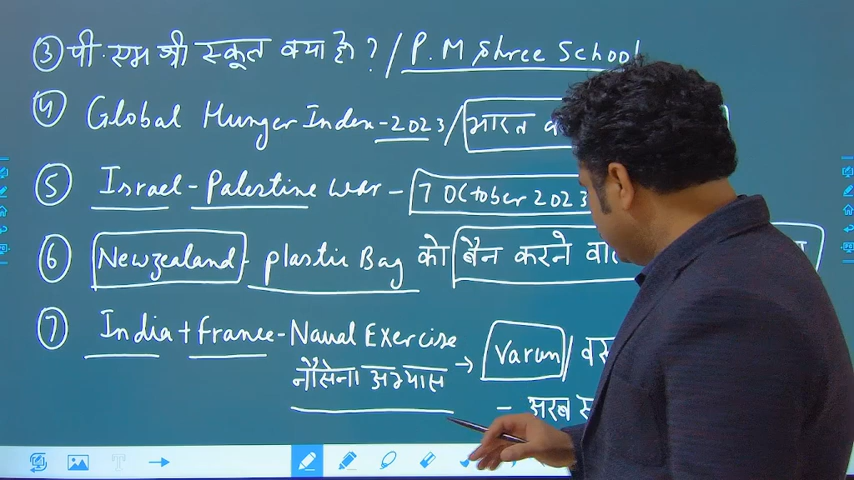 ③ पी. एम श्री स्कूल क्या है ? / P.M Shree School
④ Global Hunger Index-2023 / भारत
⑤ Israel - Palestine war - 7 October 2023
⑥ Newzealand - plastic Bag को बैन करने
⑦ India + France - Naval Exercise
नौसेना अभ्यास → Varun /
- अरब